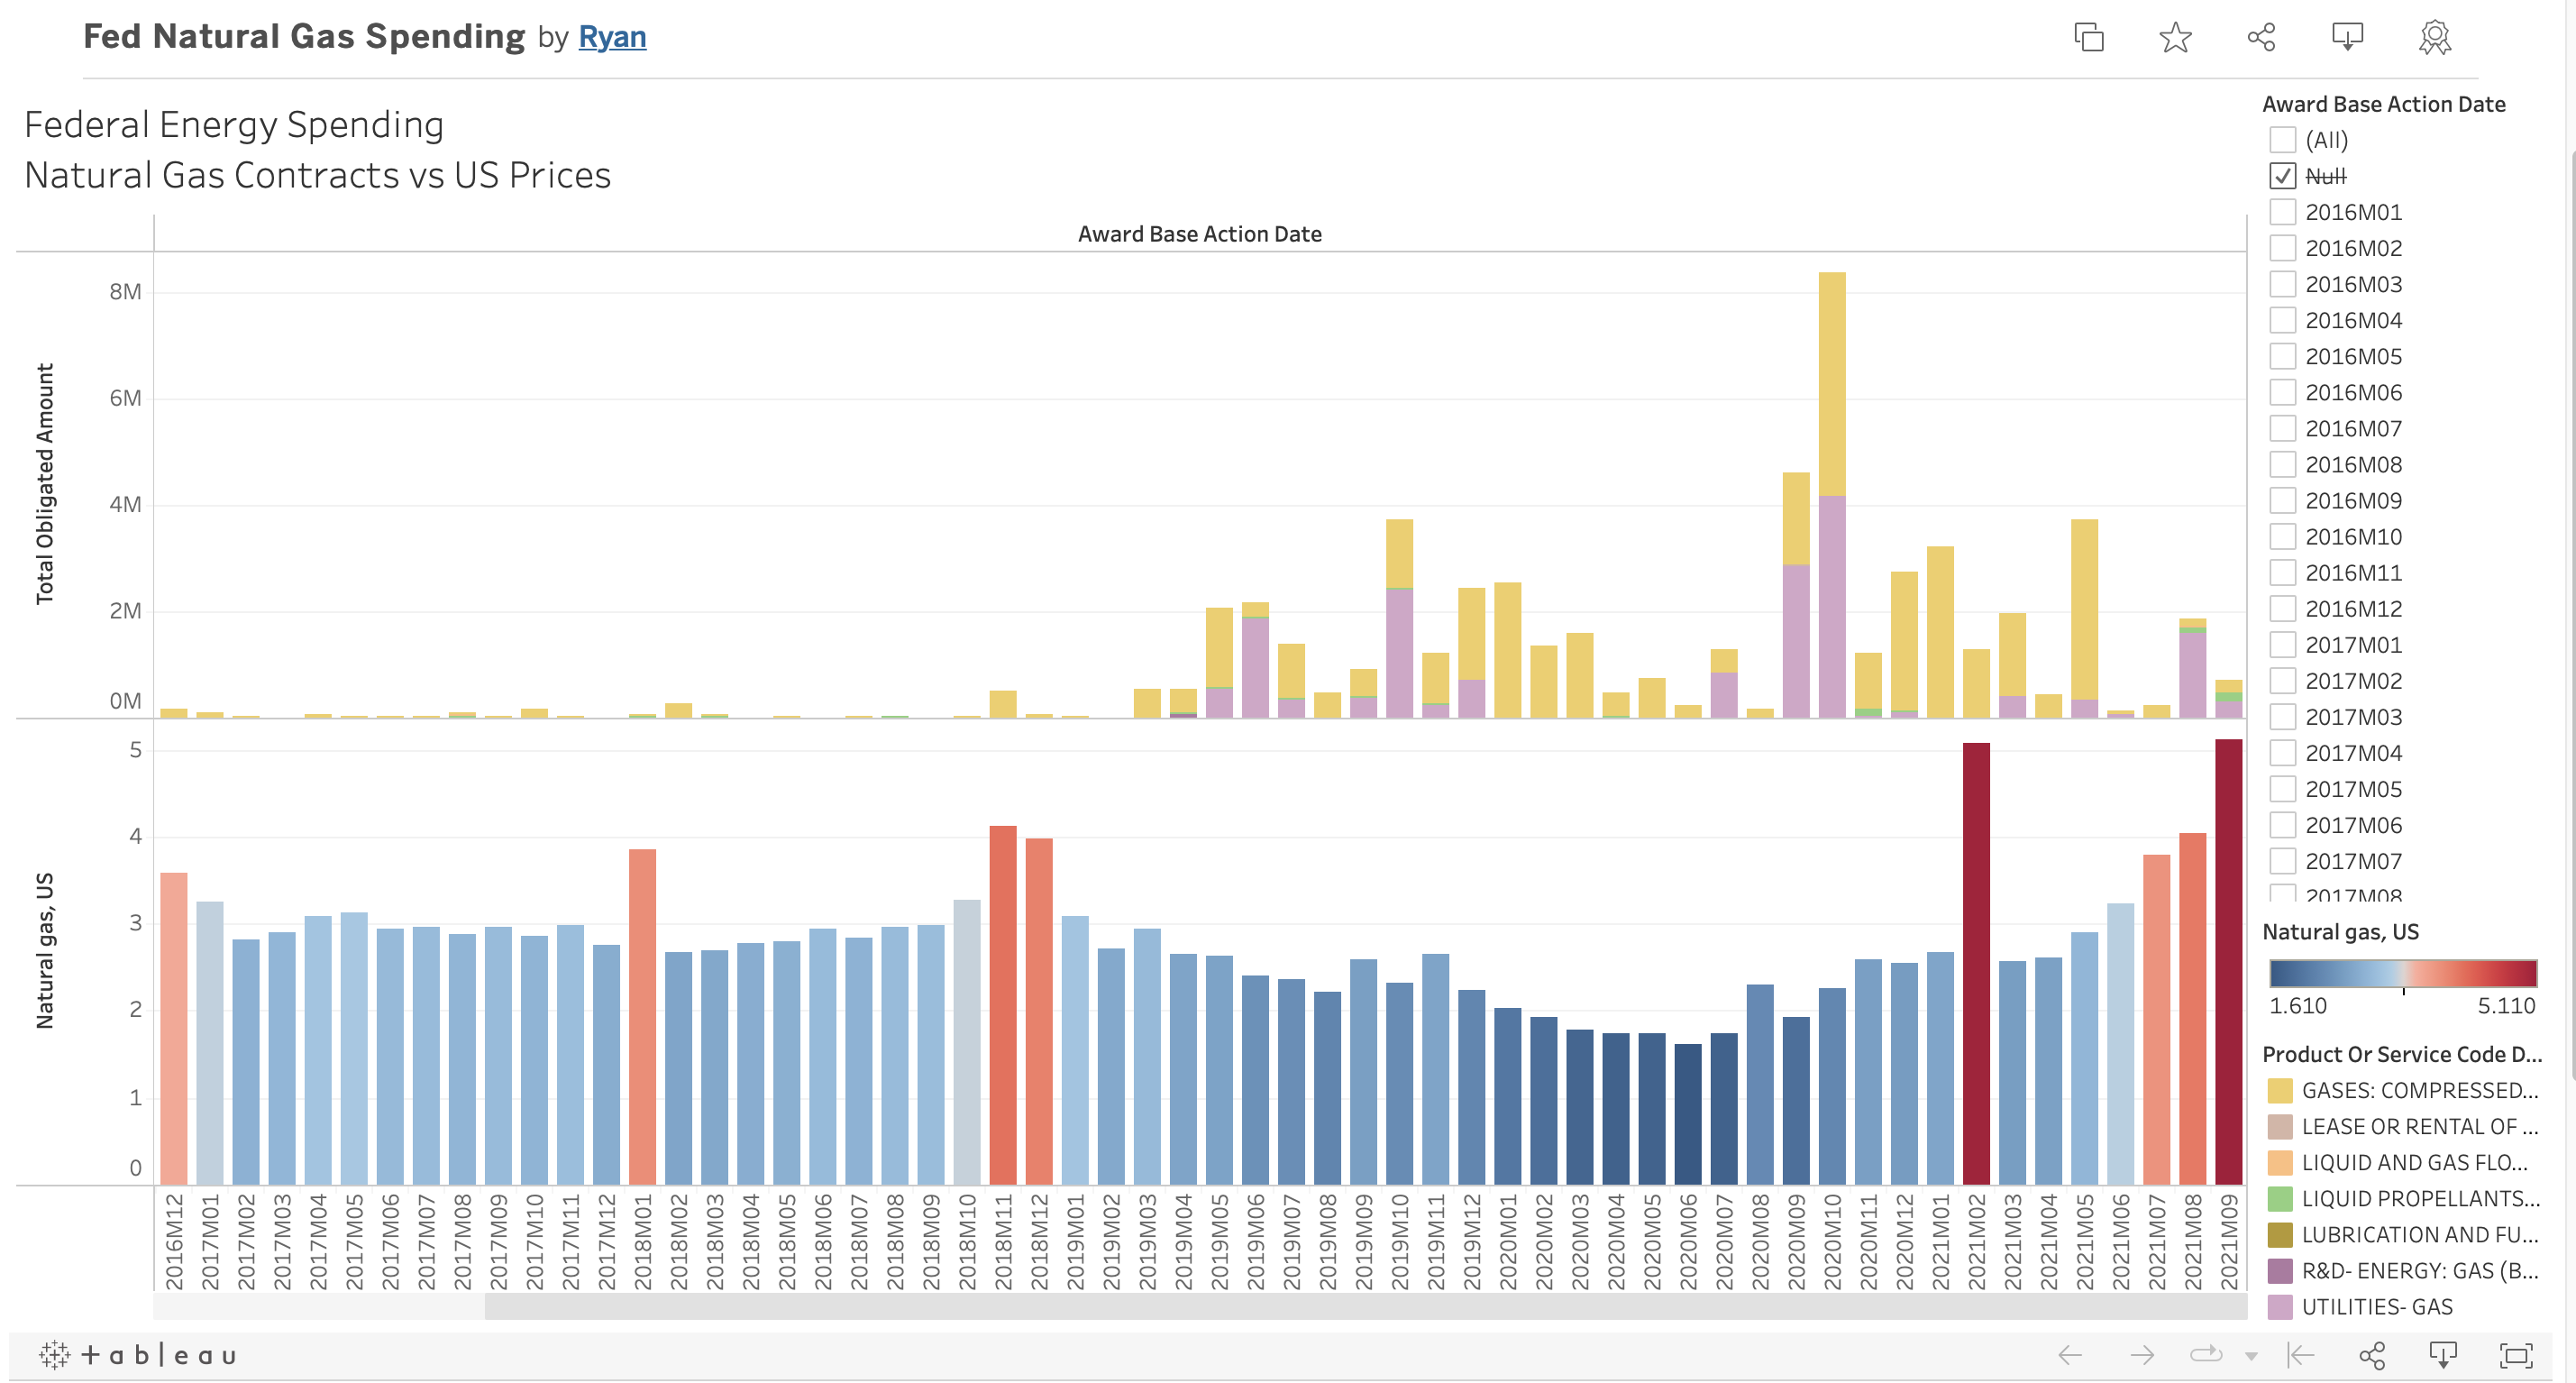 Fed Natural Gas Spending by Ryan
Federal Energy Spending
Natural Gas Contracts vs US Prices
Award Base Action Date
Total Obligated Amount
8M
6M
4M
2M
0M
Natural gas, US
5
4
3
2
1
0
2016M12
2017M01
2017M02
2017M03
2017M04
2017M05
2017M06
2017M07
2017M08
2017M09
2017M10
2017M11
2017M12
2018M01
2018M02
2018M03
2018M04
2018M05
2018M06
2018M07
2018M08
2018M09
2018M10
2018M11
2018M12
2019M01
2019M02
2019M03
2019M04
2019M05
2019M06
2019M07
2019M08
2019M09
2019M10
2019M11
2019M12
2020M01
2020M02
2020M03
2020M04
2020M05
2020M06
2020M07
2020M08
2020M09
2020M10
2020M11
2020M12
2021M01
2021M02
2021M03
2021M04
2021M05
2021M06
2021M07
2021M08
2021M09
Award Base Action Date
(All)
Null
2016M01
2016M02
2016M03
2016M04
2016M05
2016M06
2016M07
2016M08
2016M09
2016M10
2016M11
2016M12
2017M01
2017M02
2017M03
2017M04
2017M05
2017M06
2017M07
2017M08
Natural gas, US
1.610 5.110
Product Or Service Code D...
GASES: COMPRESSED...
LEASE OR RENTAL OF ...
LIQUID AND GAS FLO...
LIQUID PROPELLANTS...
LUBRICATION AND FU...
R&D- ENERGY: GAS (B...
UTILITIES- GAS
+ a b | e a u